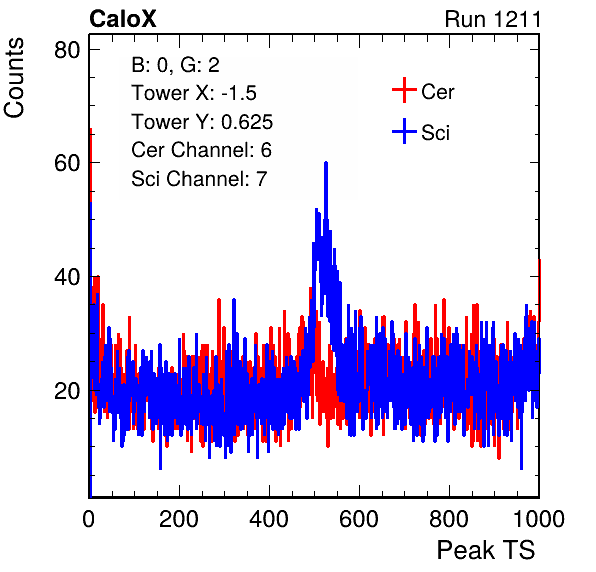 CaloX Run 1211
Counts
80
60
40
20
B: 0, G: 2
Tower X: -1.5
Tower Y: 0.625
Cer Channel: 6
Sci Channel: 7
Cer
Sci
0 200 400 600 800 1000
Peak TS